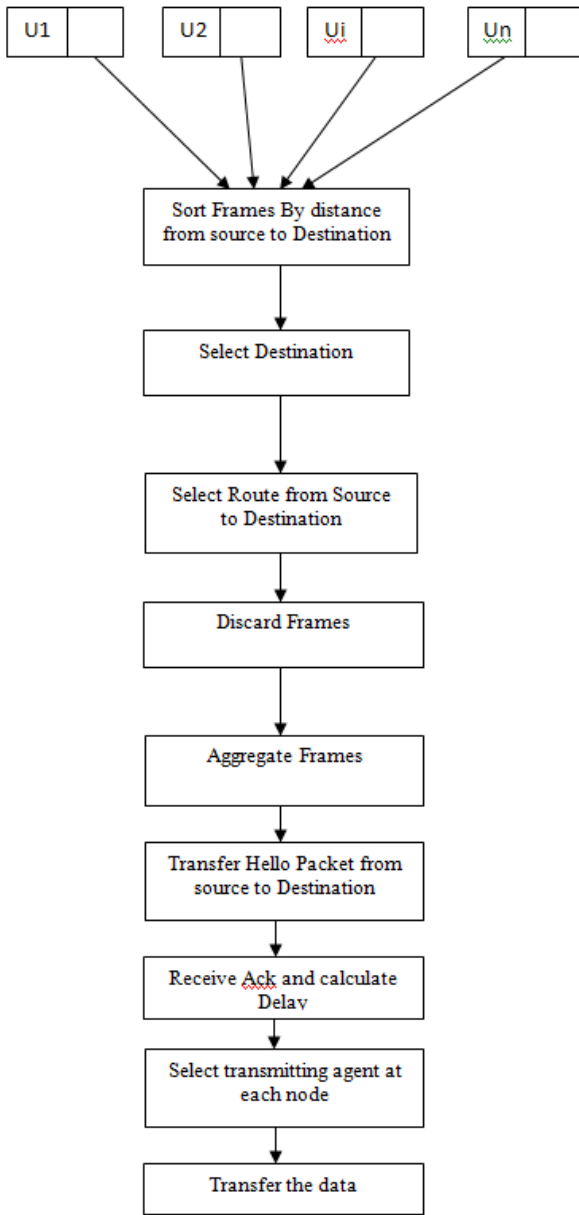 U1
U2
Ui
Un
Sort Frames By distance
from source to Destination
Select Destination
Select Route from Source
to Destination
Discard Frames
Aggregate Frames
Transfer Hello Packet from
source to Destination
Receive Ack and calculate
Delay
Select transmitting agent at
each node
Transfer the data